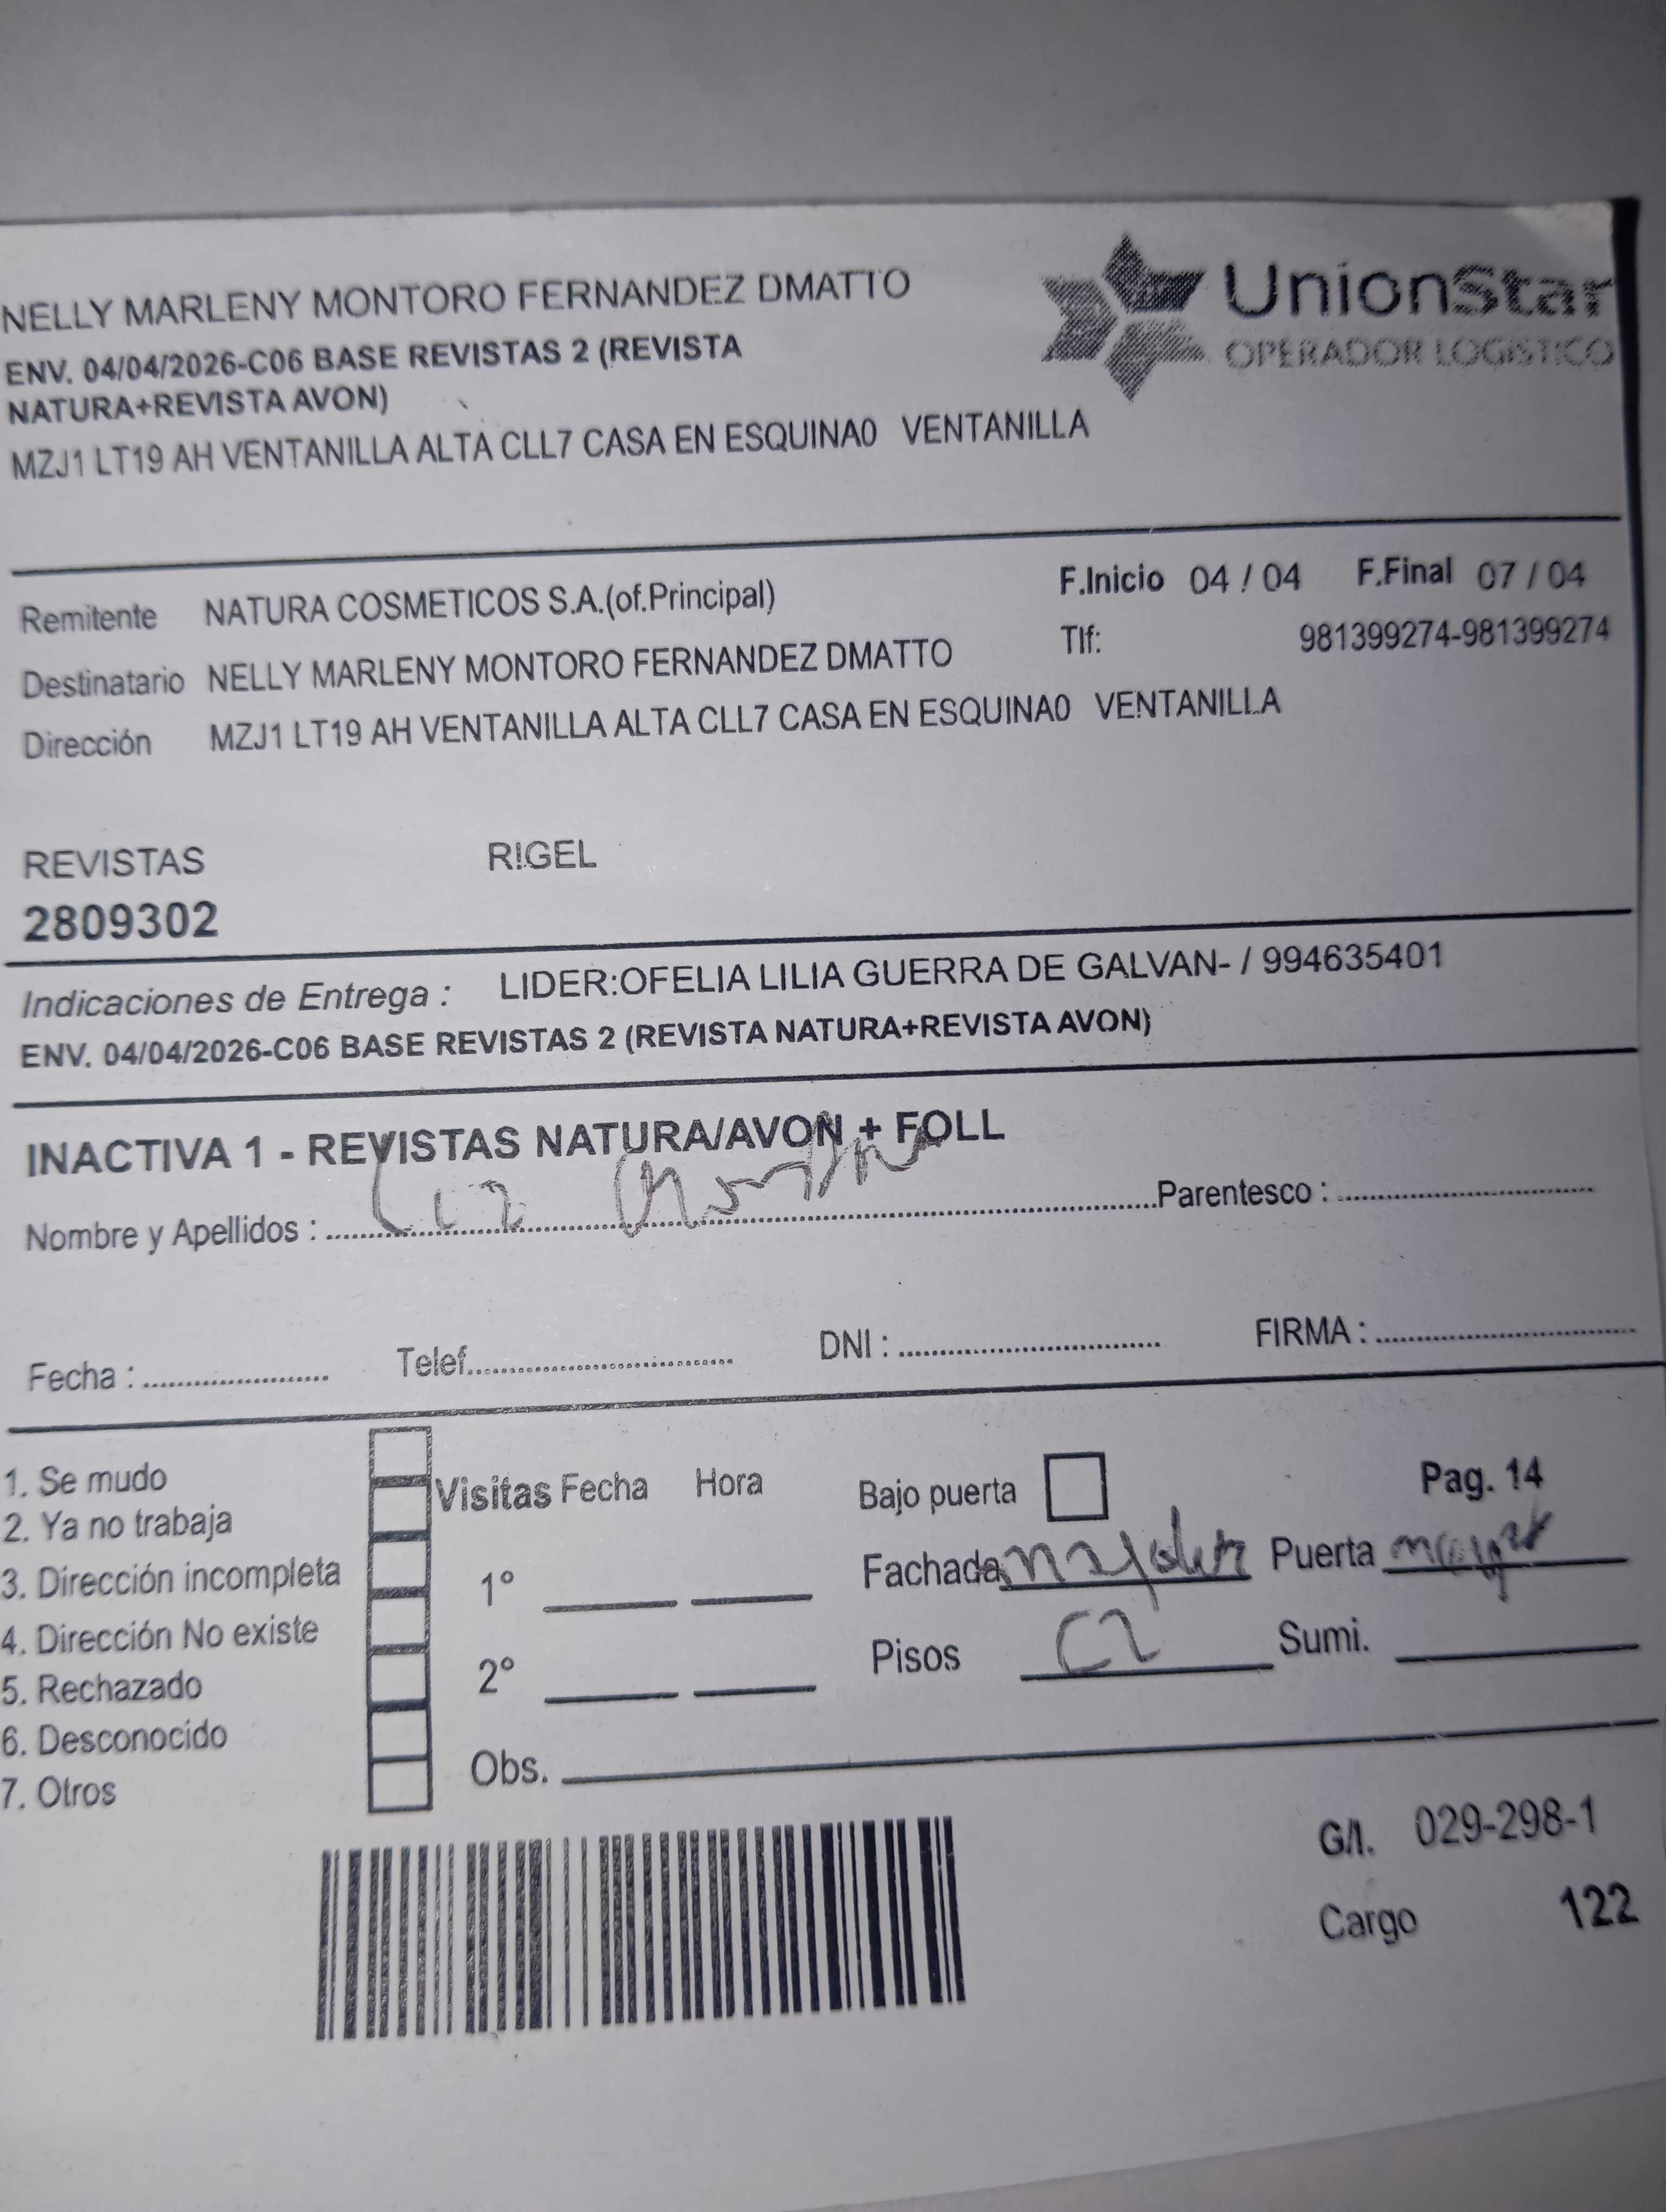 NELLY MARLENY MONTORO FERNANDEZ DMATTO
UnionStar
OPERADOR LOGÍSTICO
ENV. 04/04/2026-C06 BASE REVISTAS 2 (REVISTA
NATURA+REVISTA AVON)
MZJ1 LT19 AH VENTANILLA ALTA CLL7 CASA EN ESQUINA0 VENTANILLA
Remitente NATURA COSMETICOS S.A.(of.Principal) F.Inicio 04 / 04 F.Final 07 / 04
Destinatario NELLY MARLENY MONTORO FERNANDEZ DMATTO Tlf: 981399274-981399274
Dirección MZJ1 LT19 AH VENTANILLA ALTA CLL7 CASA EN ESQUINA0 VENTANILLA
REVISTAS R!GEL
2809302
Indicaciones de Entrega : LIDER:OFELIA LILIA GUERRA DE GALVAN- / 994635401
ENV. 04/04/2026-C06 BASE REVISTAS 2 (REVISTA NATURA+REVISTA AVON)
INACTIVA 1 - REVISTAS NATURA/AVON + FOLL
Nombre y Apellidos : Parentesco :
Fecha : Telef. DNI : FIRMA :
1. Se mudo
2. Ya no trabaja
3. Dirección incompleta
4. Dirección No existe
5. Rechazado
6. Desconocido
7. Otros
Visitas Fecha Hora
1°
2°
Obs.
Bajo puerta Pag. 14
Fachada Puerta
Pisos Sumi.
G/I. 029-298-1
Cargo 122